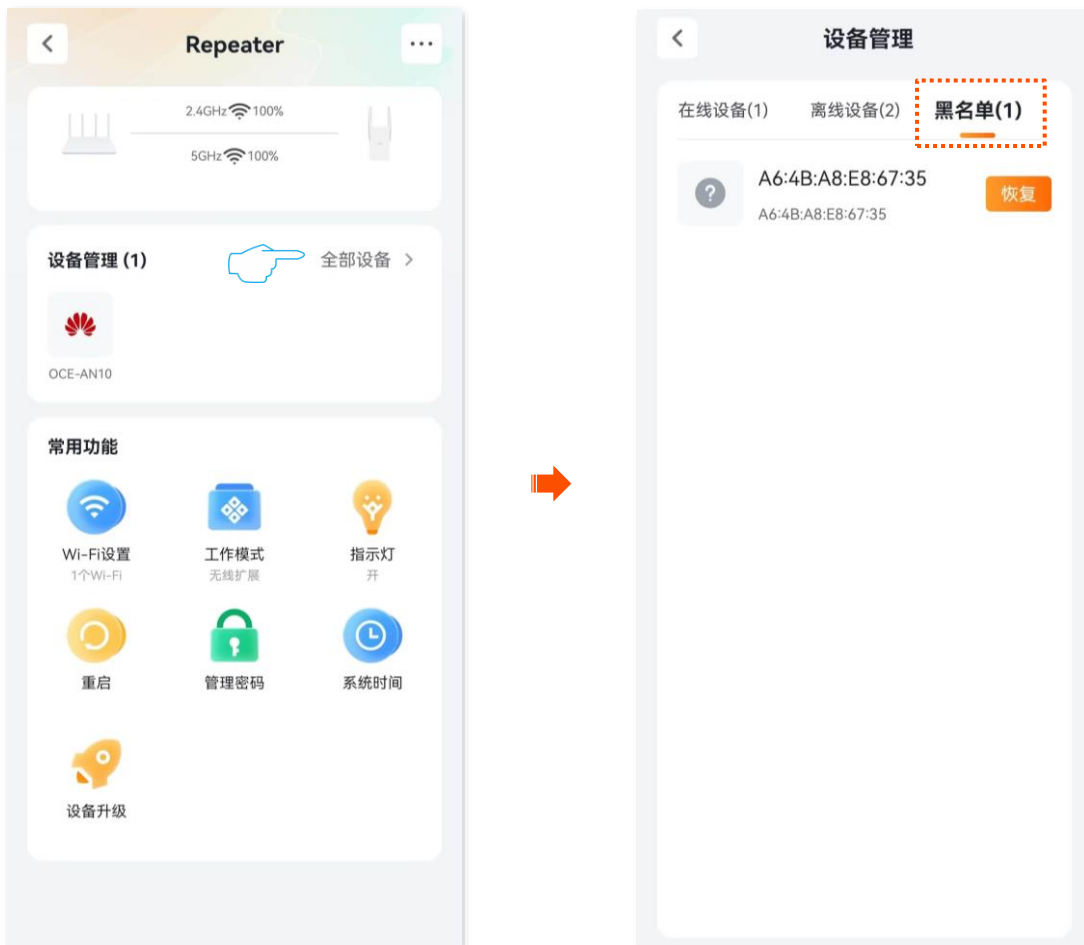 Repeater
2.4GHz 100%
5GHz 100%
设备管理 (1)
全部设备
OCE-AN10
常用功能
Wi-Fi设置
工作模式
指示灯
1个Wi-Fi
无线扩展
开
重启
管理密码
系统时间
设备升级
设备管理
在线设备(1)
离线设备(2)
黑名单(1)
A6:4B:A8:E8:67:35
恢复
A6:4B:A8:E8:67:35